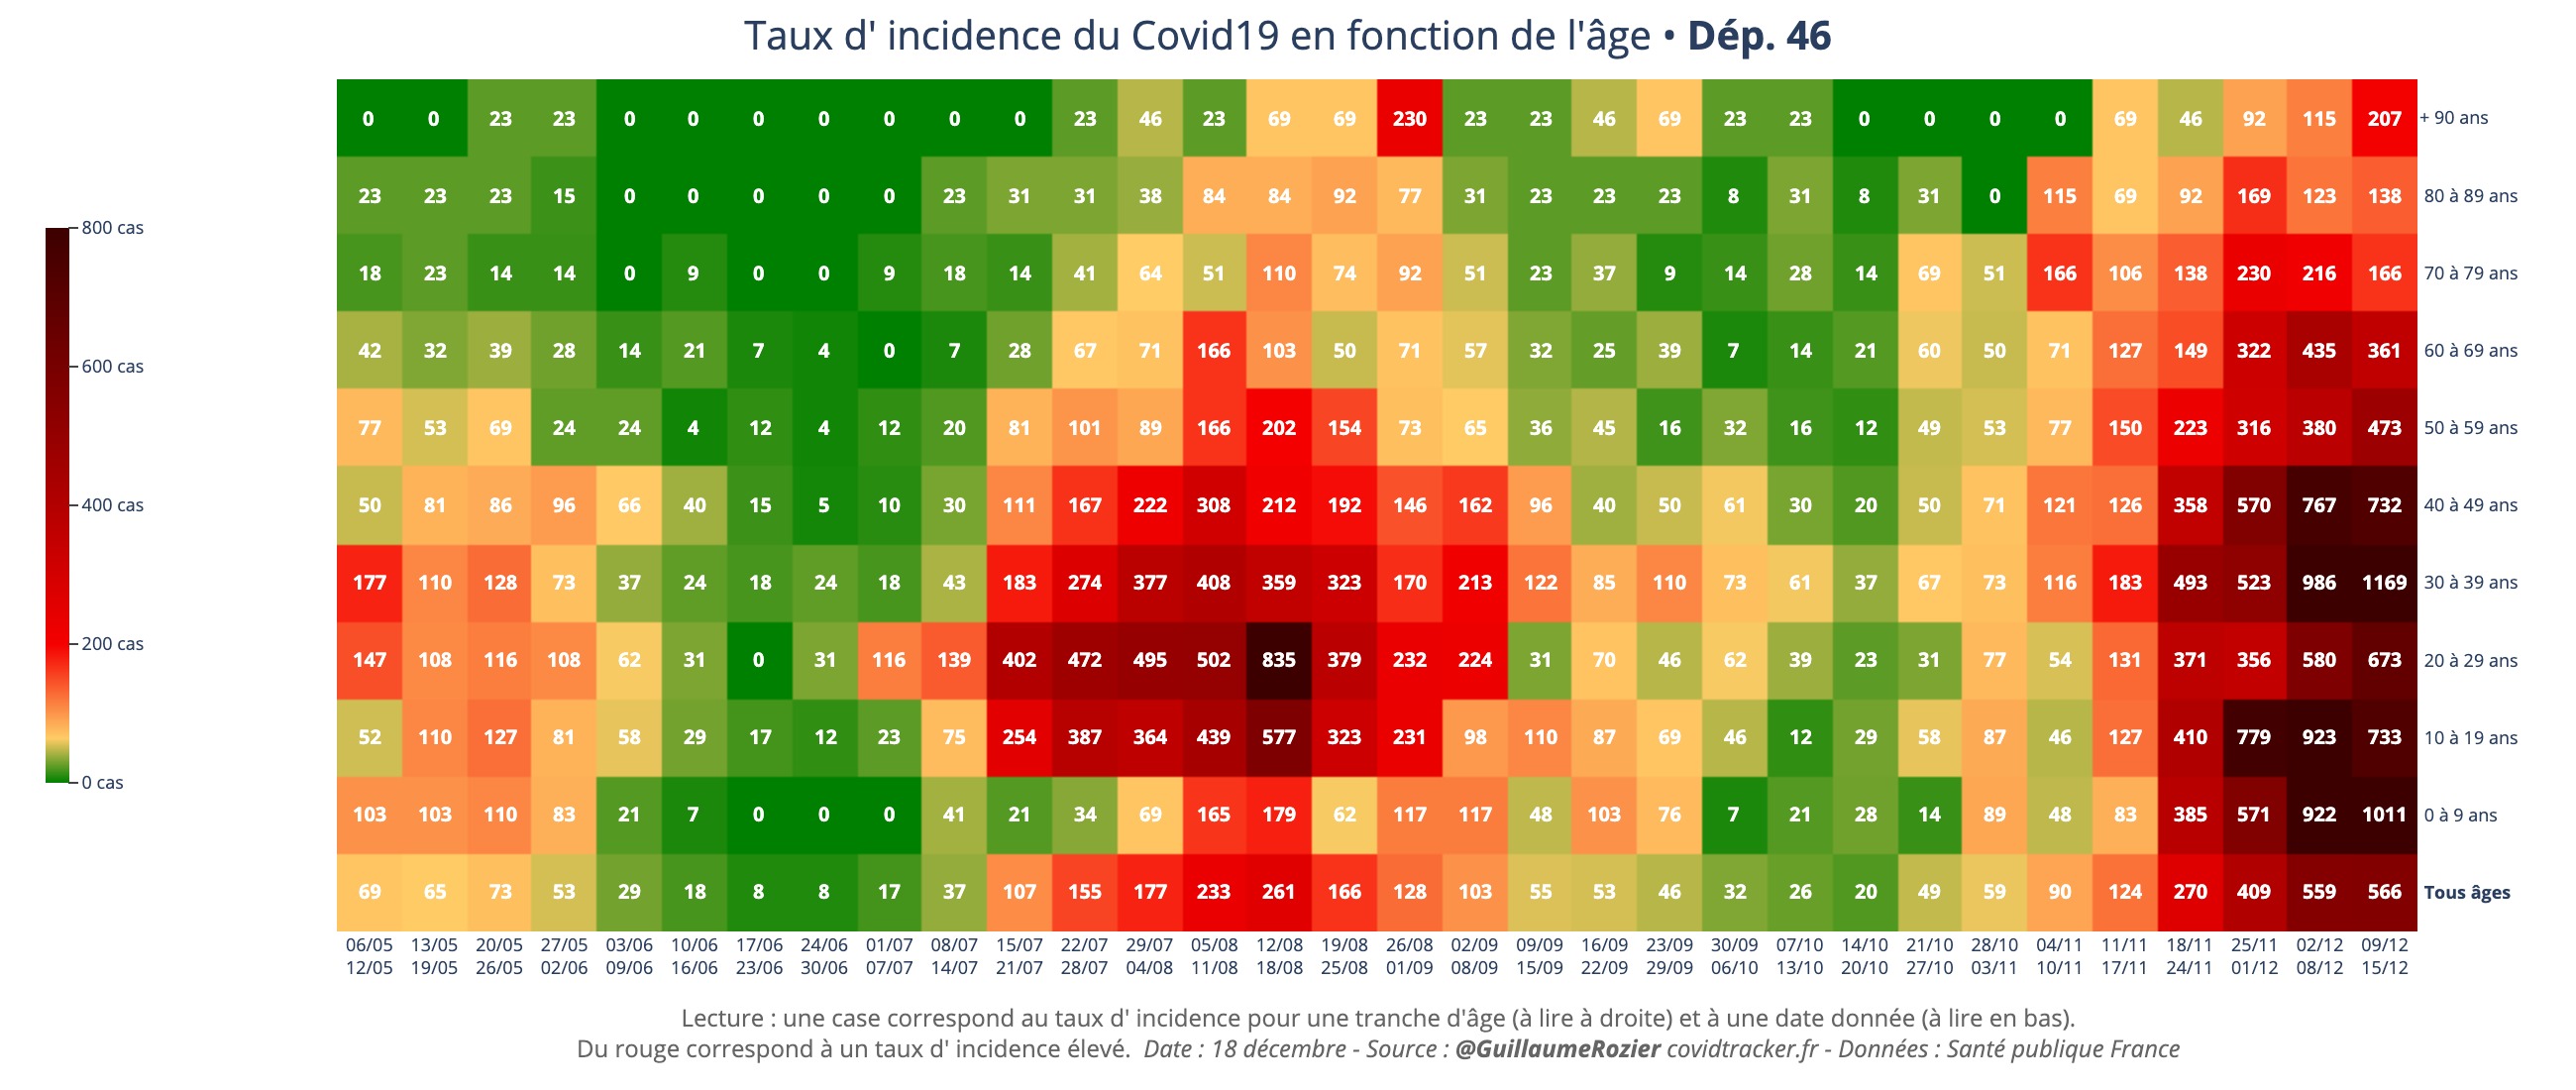 Taux d' incidence du Covid19 en fonction de l'âge • Dép. 46
800 cas
600 cas
400 cas
200 cas
0 cas
0 0 23 23 0 0 0 0 0 0 0 23 46 23 69 69 230 23 23 46 69 23 23 0 0 0 0 69 46 92 115 207 + 90 ans
23 23 23 15 0 0 0 0 0 23 31 31 38 84 84 92 77 31 23 23 23 8 31 8 31 0 115 69 92 169 123 138 80 à 89 ans
18 23 14 14 0 9 0 0 9 18 14 41 64 51 110 74 92 51 23 37 9 14 28 14 69 51 166 106 138 230 216 166 70 à 79 ans
42 32 39 28 14 21 7 4 0 7 28 67 71 166 103 50 71 57 32 25 39 7 14 21 60 50 71 127 149 322 435 361 60 à 69 ans
77 53 69 24 24 4 12 4 12 20 81 101 89 166 202 154 73 65 36 45 16 32 16 12 49 53 77 150 223 316 380 473 50 à 59 ans
50 81 86 96 66 40 15 5 10 30 111 167 222 308 212 192 146 162 96 40 50 61 30 20 50 71 121 126 358 570 767 732 40 à 49 ans
177 110 128 73 37 24 18 24 18 43 183 274 377 408 359 323 170 213 122 85 110 73 61 37 67 73 116 183 493 523 986 1169 30 à 39 ans
147 108 116 108 62 31 0 31 116 139 402 472 495 502 835 379 232 224 31 70 46 62 39 23 31 77 54 131 371 356 580 673 20 à 29 ans
52 110 127 81 58 29 17 12 23 75 254 387 364 439 577 323 231 98 110 87 69 46 12 29 58 87 46 127 410 779 923 733 10 à 19 ans
103 103 110 83 21 7 0 0 0 41 21 34 69 165 179 62 117 117 48 103 76 7 21 28 14 89 48 83 385 571 922 1011 0 à 9 ans
69 65 73 53 29 18 8 8 17 37 107 155 177 233 261 166 128 103 55 53 46 32 26 20 49 59 90 124 270 409 559 566 Tous âges
06/05 13/05 20/05 27/05 03/06 10/06 17/06 24/06 01/07 08/07 15/07 22/07 29/07 05/08 12/08 19/08 26/08 02/09 09/09 16/09 23/09 30/09 07/10 14/10 21/10 28/10 04/11 11/11 18/11 25/11 02/12 09/12
12/05 19/05 26/05 02/06 09/06 16/06 23/06 30/06 07/07 14/07 21/07 28/07 04/08 11/08 18/08 25/08 01/09 08/09 15/09 22/09 29/09 06/10 13/10 20/10 27/10 03/11 10/11 17/11 24/11 01/12 08/12 15/12
Lecture : une case correspond au taux d' incidence pour une tranche d'âge (à lire à droite) et à une date donnée (à lire en bas).
Du rouge correspond à un taux d' incidence élevé. Date : 18 décembre - Source : @GuillaumeRozier covidtracker.fr - Données : Santé publique France